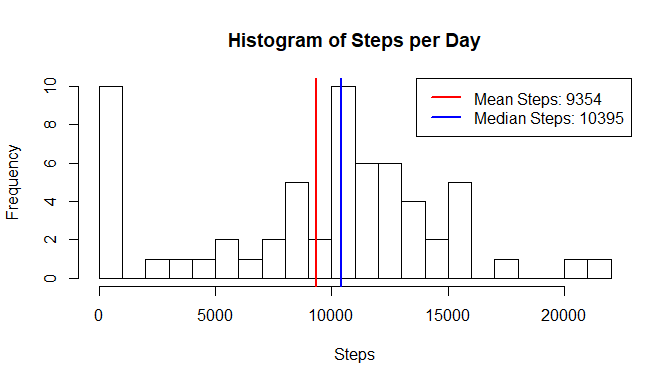 Histogram of Steps per Day
Mean Steps: 9354
Median Steps: 10395
Frequency
10
8
6
4
2
0
0
5000
10000
15000
20000
Steps